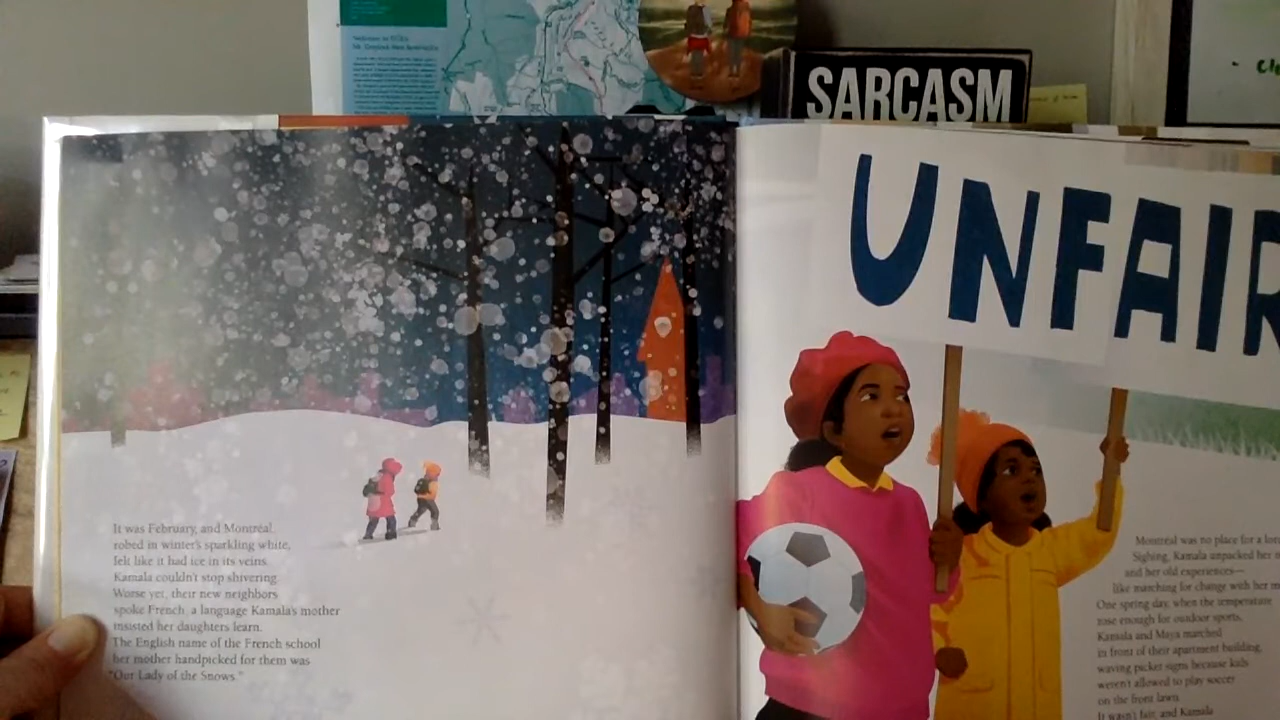 SARCASM
UNFAIR
It was February, and Montreal,
robed in winter's sparkling white,
felt like it had ice in its veins.
Kamala couldn't stop shivering.
Worse yet, their new neighbors
spoke French, a language Kamala's mother
insisted her daughters learn.
The English name of the French school
her mother handpicked for them was
"Our Lady of the Snows."
Montreal was no place for a
Sighing, Kamala unpacked her
and her old experiences—
like marching for change with her
One spring day, when the temperature
rose enough for outdoor sports,
Kamala and Maya marched
in front of their apartment building,
waving picket signs because kids
weren't allowed to play soccer
on the front lawn.
It wasn't fair, and Kamala